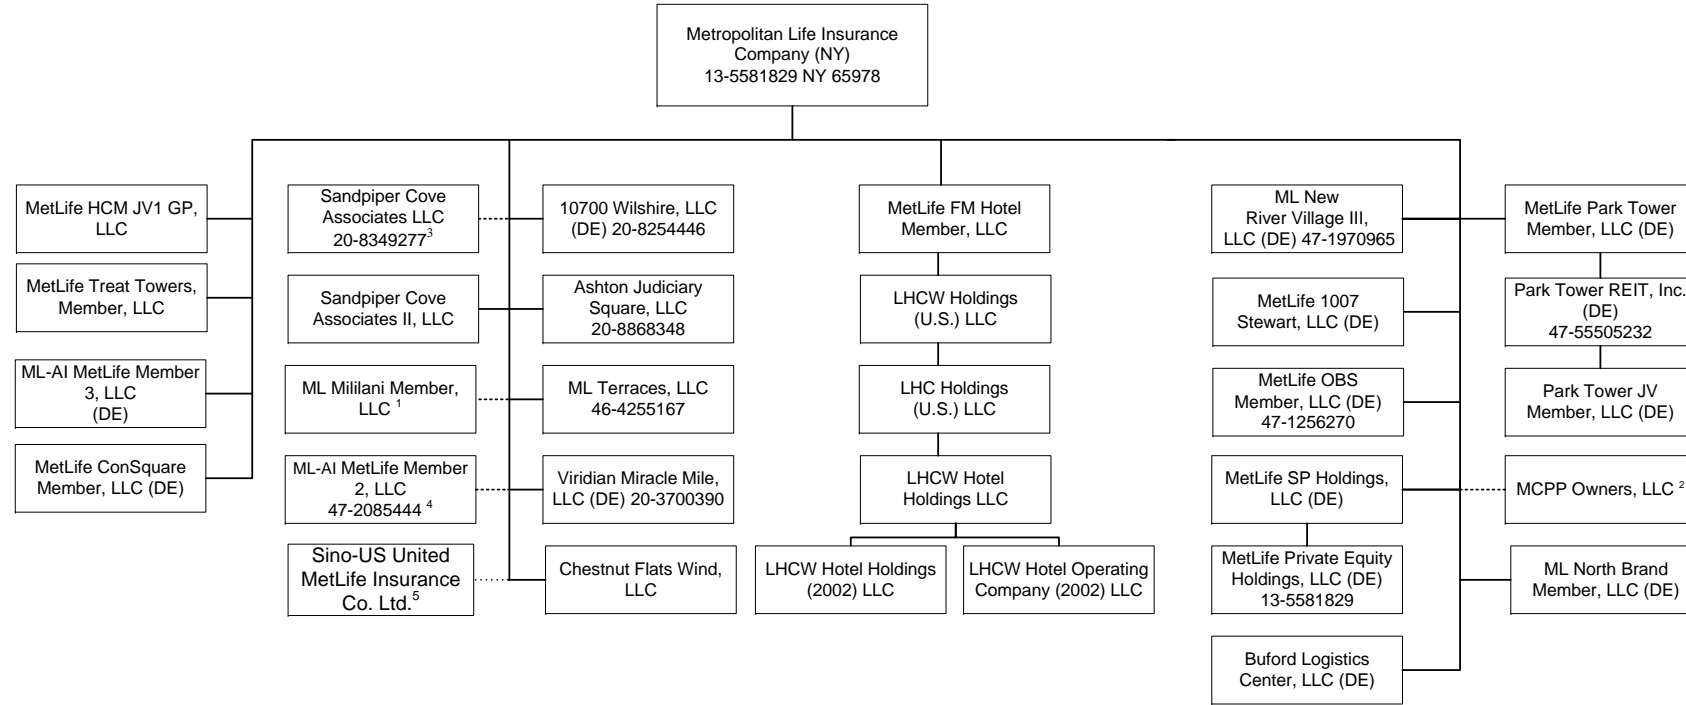 Metropolitan Life Insurance
Company (NY)
13-5581829 NY 65978
MetLife HCM JV1 GP,
LLC
MetLife Treat Towers,
Member, LLC
ML-AI MetLife Member
3, LLC
(DE)
MetLife ConSquare
Member, LLC (DE)
Sandpiper Cove
Associates LLC
20-8349277³
Sandpiper Cove
Associates II, LLC
ML Mililani Member,
LLC ¹
ML-AI MetLife Member
2, LLC
47-2085444 ⁴
Sino-US United
MetLife Insurance
Co. Ltd.⁵
10700 Wilshire, LLC
(DE) 20-8254446
Ashton Judiciary
Square, LLC
20-8868348
ML Terraces, LLC
46-4255167
Viridian Miracle Mile,
LLC (DE) 20-3700390
Chestnut Flats Wind,
LLC
MetLife FM Hotel
Member, LLC
LHCW Holdings
(U.S.) LLC
LHC Holdings
(U.S.) LLC
LHCW Hotel
Holdings LLC
LHCW Hotel Holdings
(2002) LLC
LHCW Hotel Operating
Company (2002) LLC
ML New
River Village III,
LLC (DE) 47-1970965
MetLife 1007
Stewart, LLC (DE)
MetLife OBS
Member, LLC (DE)
47-1256270
MetLife SP Holdings,
LLC (DE)
MetLife Private Equity
Holdings, LLC (DE)
13-5581829
Buford Logistics
Center, LLC (DE)
MetLife Park Tower
Member, LLC (DE)
Park Tower REIT, Inc.
(DE)
47-55505232
Park Tower JV
Member, LLC (DE)
MCPP Owners, LLC ²
ML North Brand
Member, LLC (DE)